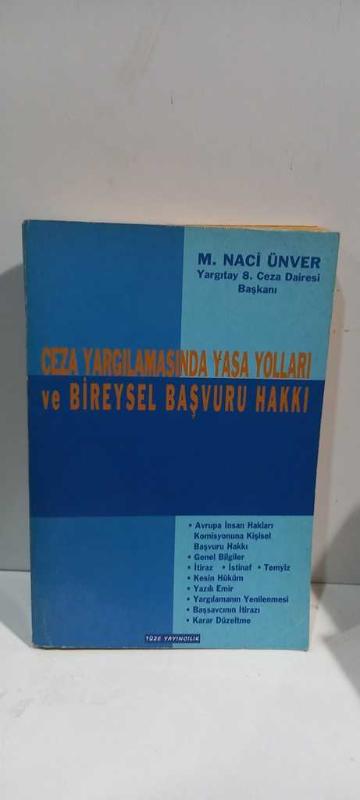 M. NACİ ÜNVER
Yargıtay 8. Ceza Dairesi
Başkanı
CEZA YARGILAMASINDA YASA YOLLARI
ve BİREYSEL BAŞVURU HAKKI
• Avrupa İnsan Hakları
Komisyonuna Kişisel
Başvuru Hakkı
• Genel Bilgiler
• İtiraz • İstinaf • Temyiz
• Kesin Hüküm
• Yazılı Emir
• Yargılamanın Yenilenmesi
• Başsavcının İtirazı
• Karar Düzeltme
TÜZE YAYINCILIK